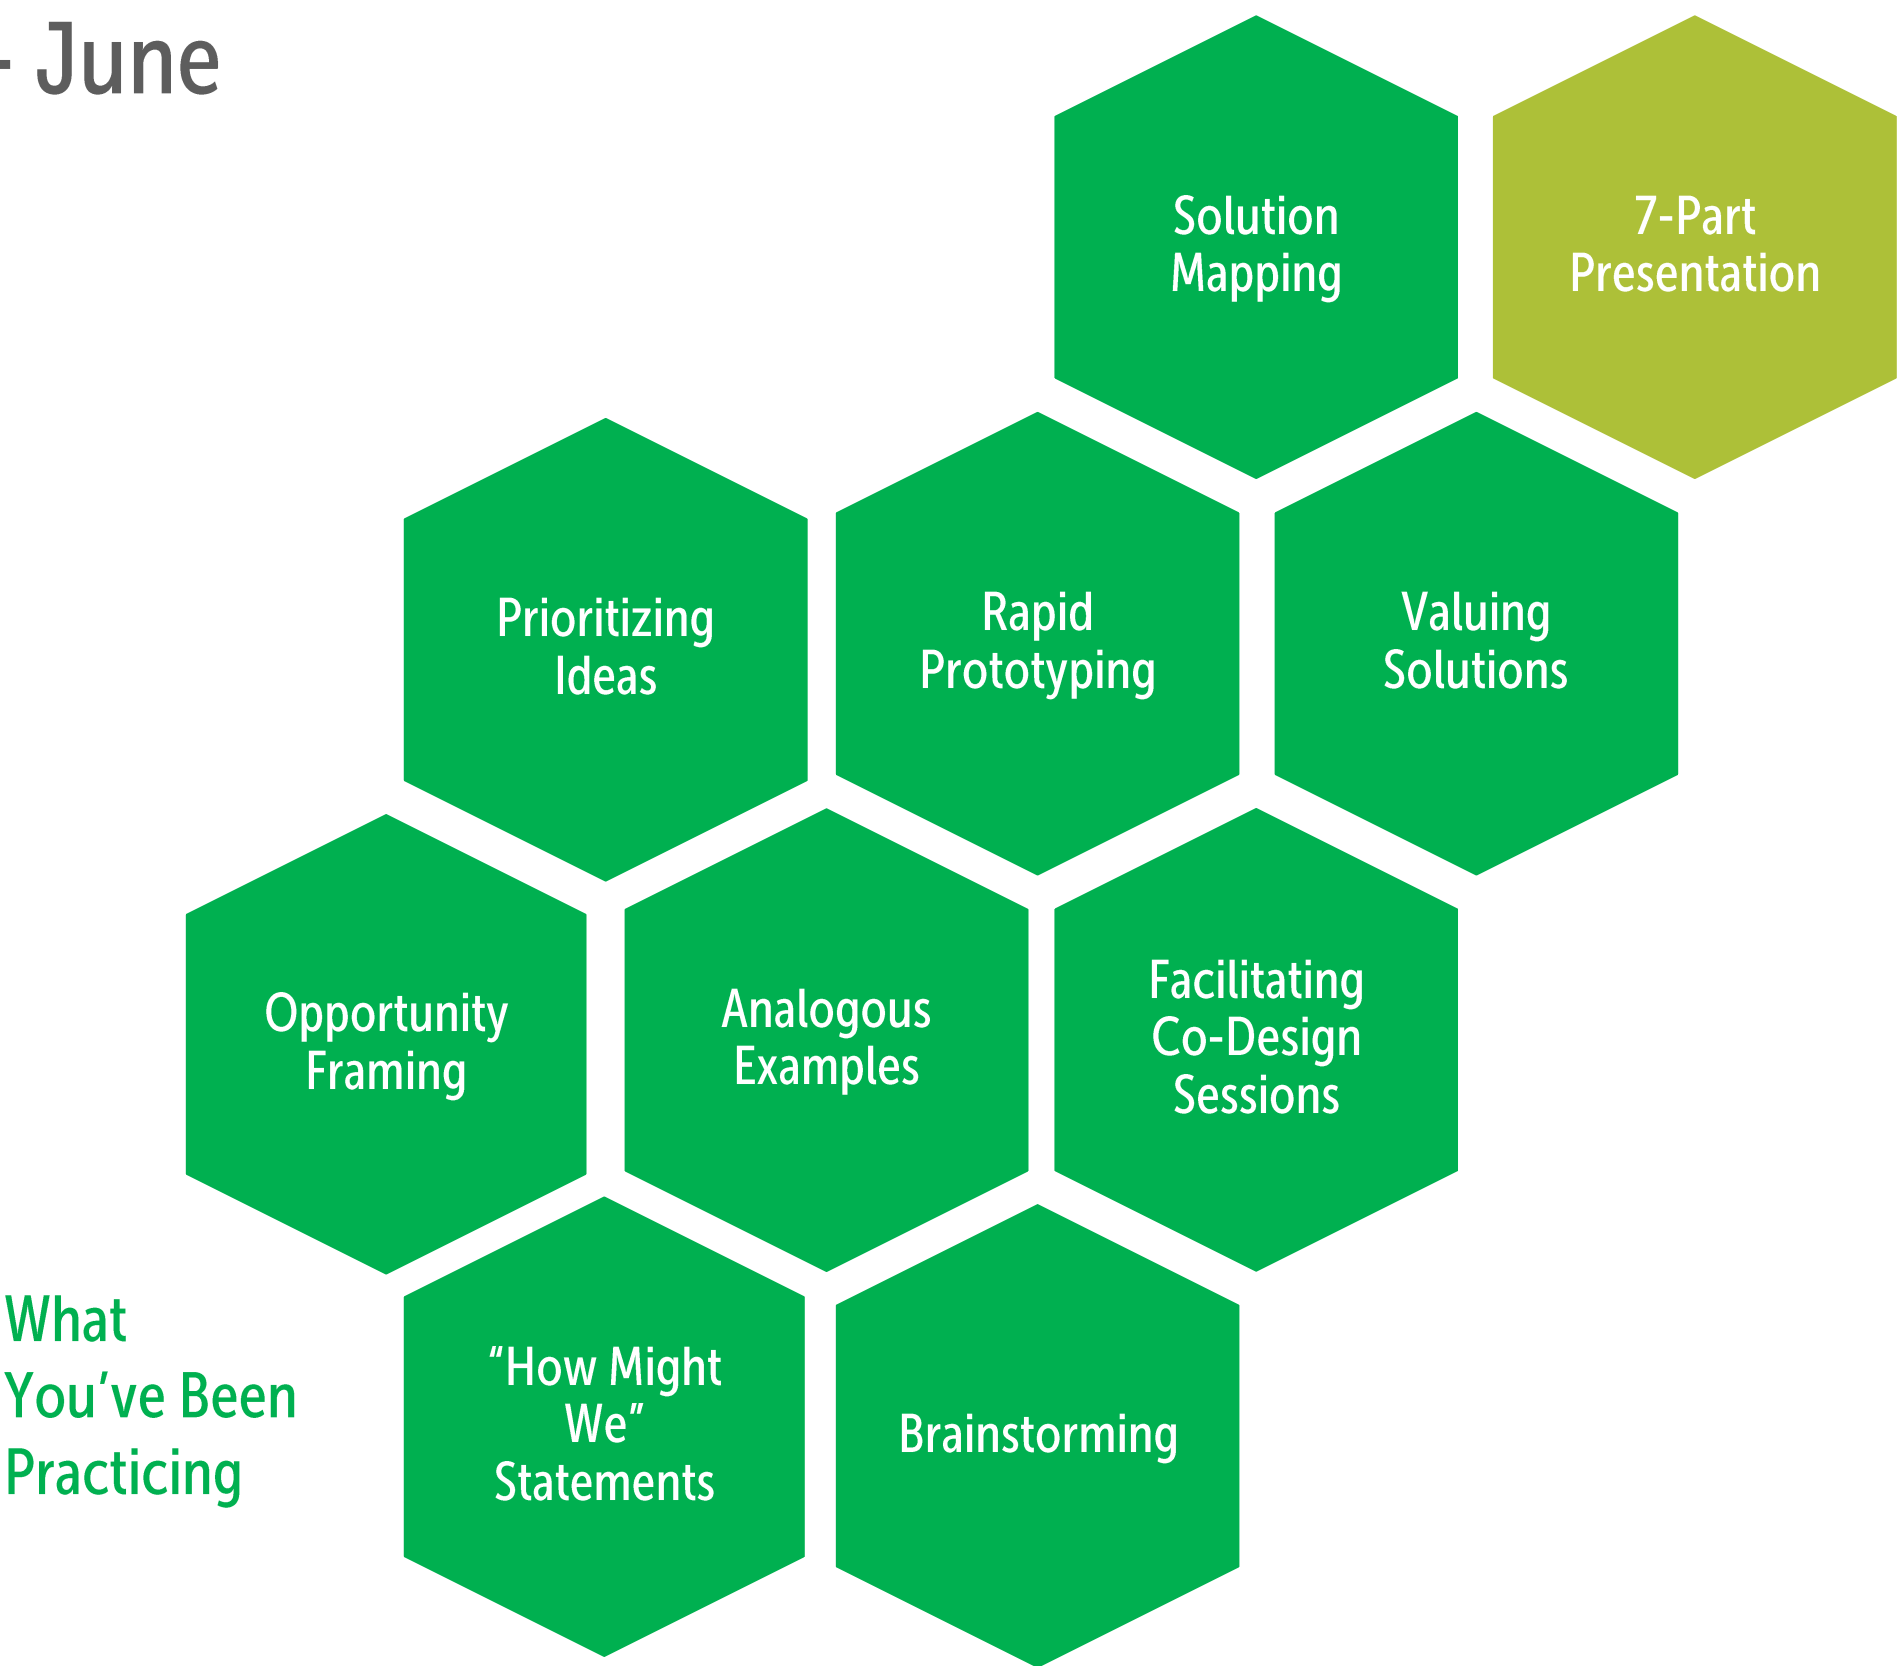 - June
Solution
Mapping
7-Part
Presentation
Prioritizing
Ideas
Rapid
Prototyping
Valuing
Solutions
Opportunity
Framing
Analogous
Examples
Facilitating
Co-Design
Sessions
What
You’ve Been
Practicing
“How Might
We”
Statements
Brainstorming